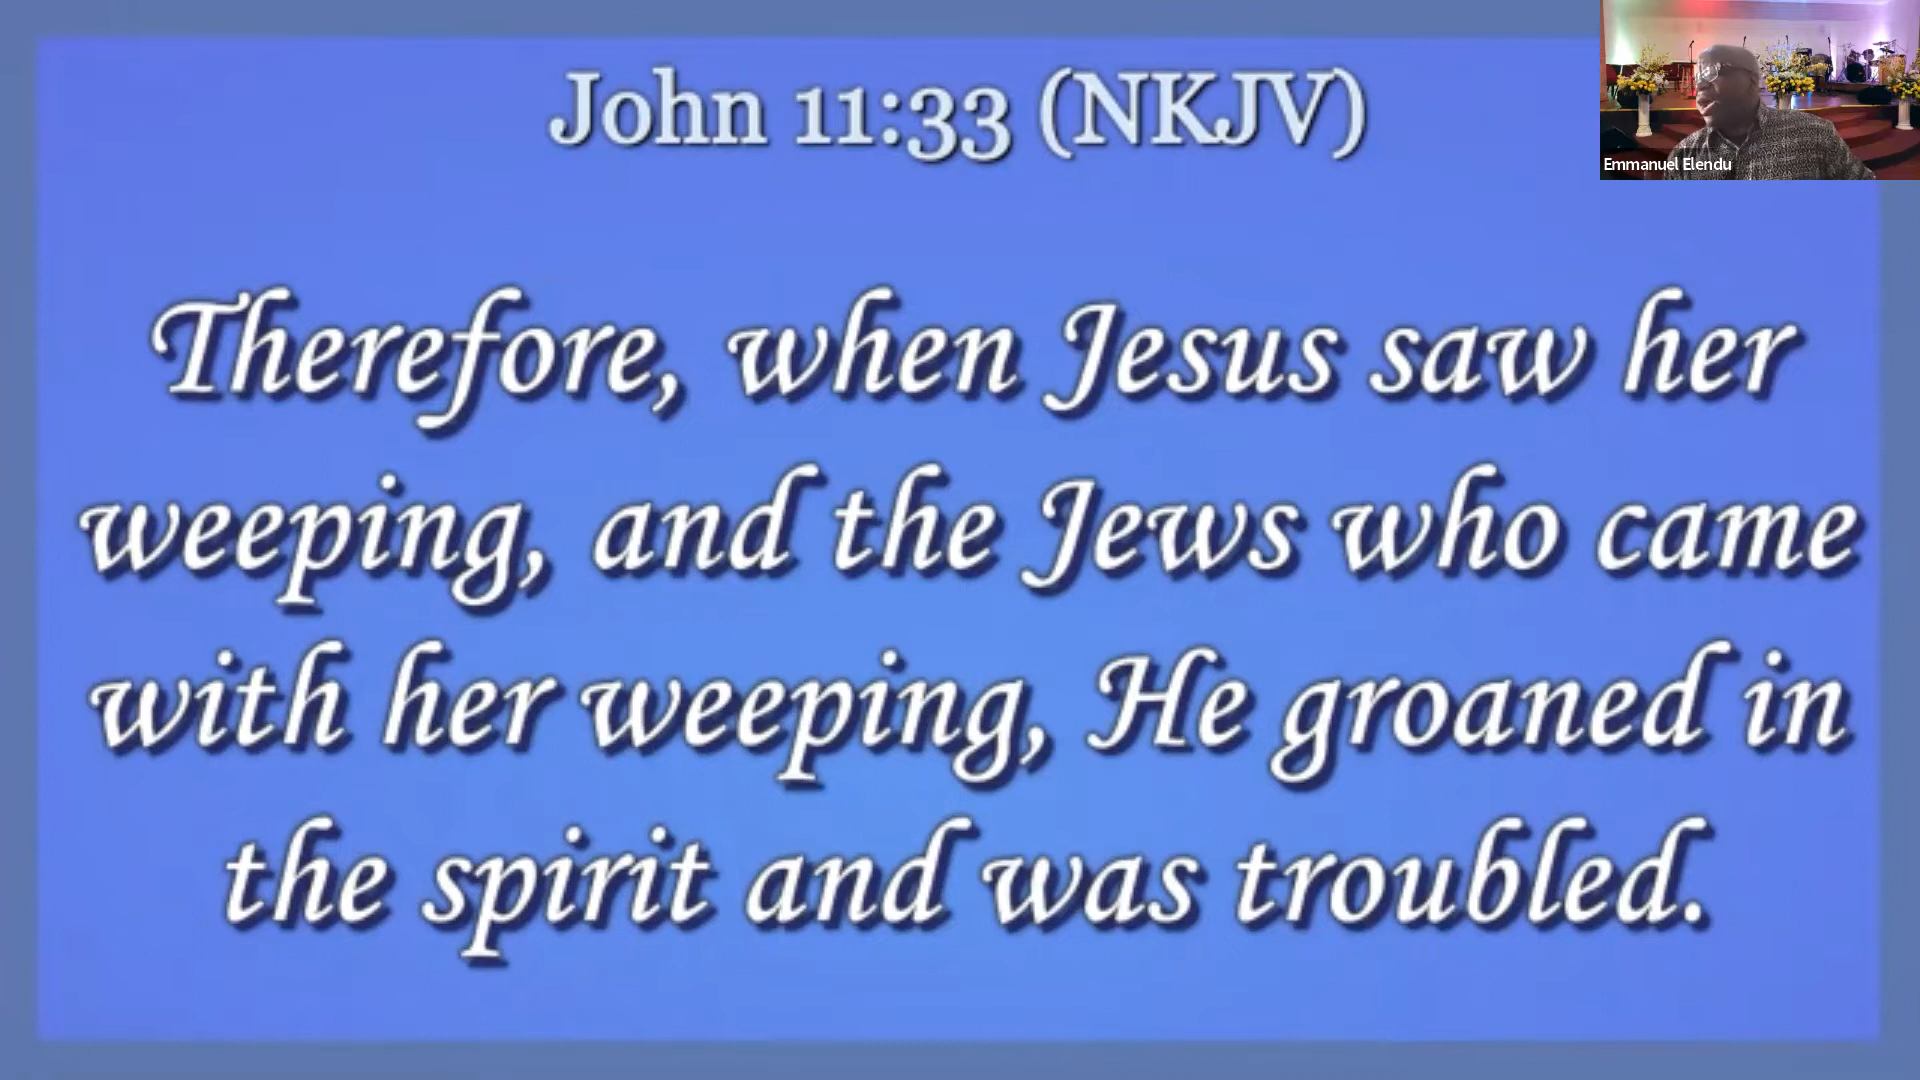 John 11:33 (NKJV)
Emmanuel Elendu
Therefore, when Jesus saw her
weeping, and the Jews who came
with her weeping, He groaned in
the spirit and was troubled.